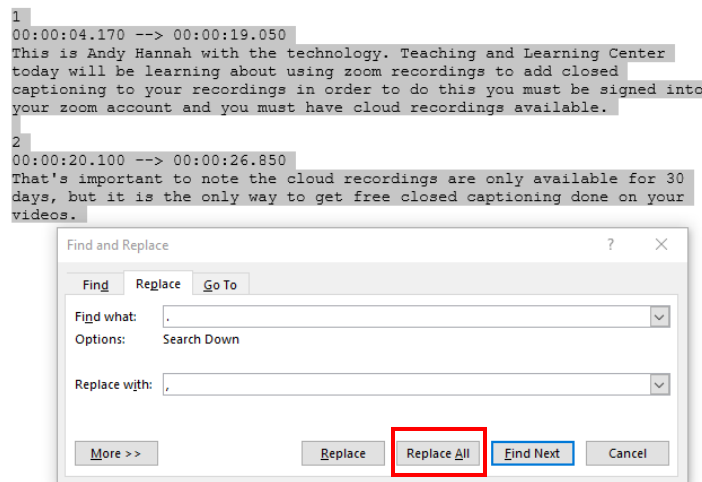 1
00:00:04.170 --> 00:00:19.050
This is Andy Hannah with the technology. Teaching and Learning Center
today will be learning about using zoom recordings to add closed
captioning to your recordings in order to do this you must be signed into
your zoom account and you must have cloud recordings available.
2
00:00:20.100 --> 00:00:26.850
That's important to note the cloud recordings are only available for 30
days, but it is the only way to get free closed captioning done on your
videos.
Find and Replace ? ×
Find Replace Go To
Find what: .
Options: Search Down
Replace with: ,
More >> Replace Replace All Find Next Cancel